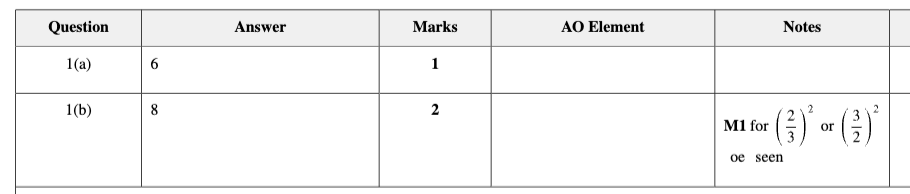 Question Answer Marks AO Element Notes
1(a) 6 1
1(b) 8 2 M1 for (2/3)² or (3/2)²
oe seen